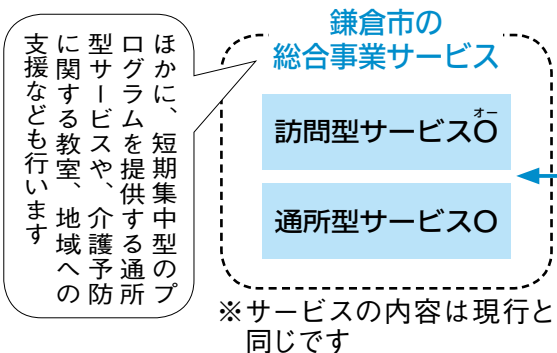 鎌倉市の
総合事業サービス
訪問型サービスO
オー
通所型サービスO
※サービスの内容は現行と
同じです
ほかに、短期集中型のプ
ログラムを提供する通所
型サービスや、介護予防
に関する教室、地域への
支援なども行います